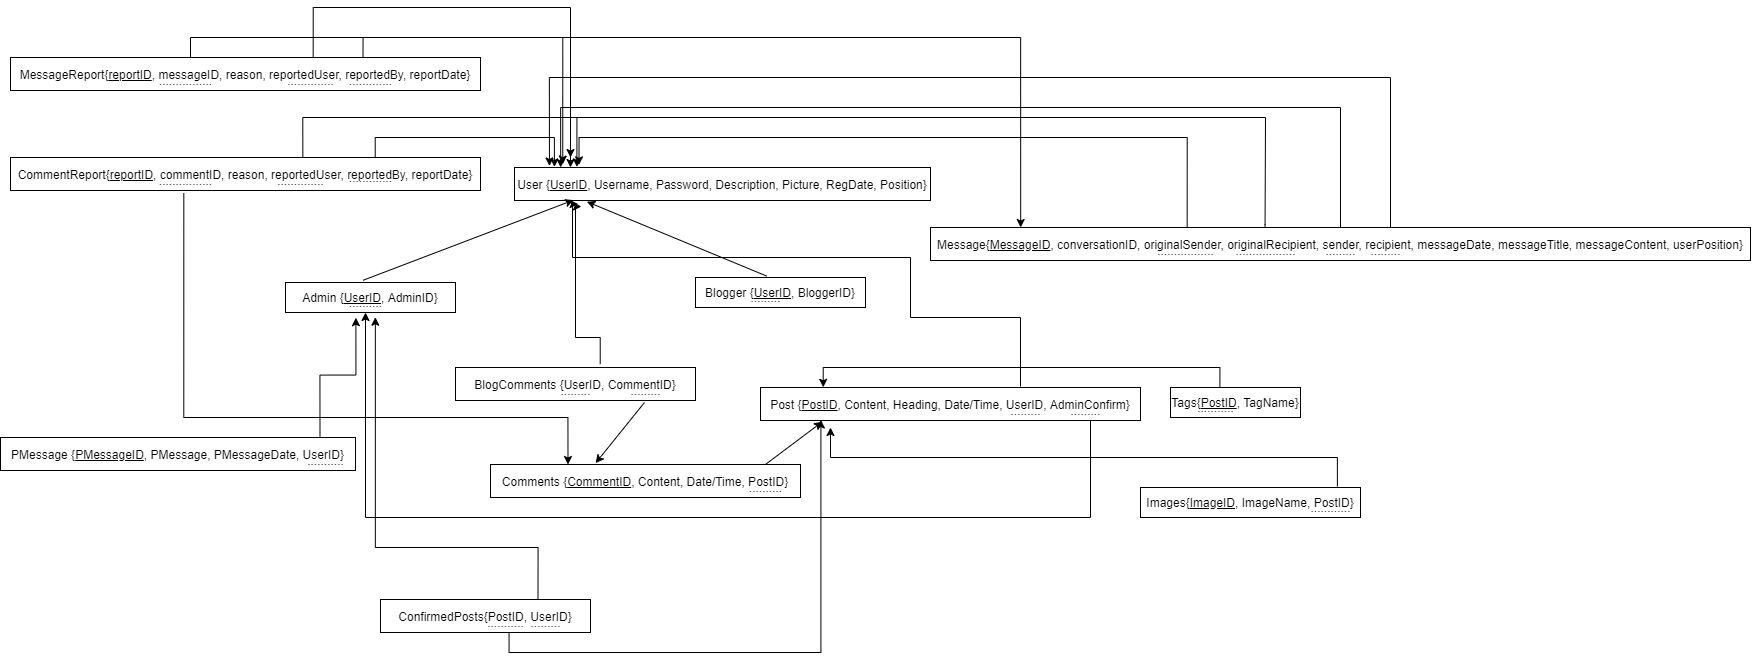 MessageReport{reportID, messageID, reason, reportedUser, reportedBy, reportDate}
CommentReport{reportID, commentID, reason, reportedUser, reportedBy, reportDate}
User {UserID, Username, Password, Description, Picture, RegDate, Position}
Message{MessageID, conversationID, originalSender, originalRecipient, sender, recipient, messageDate, messageTitle, messageContent, userPosition}
Admin {UserID, AdminID}
Blogger {UserID, BloggerID}
BlogComments {UserID, CommentID}
Post {PostID, Content, Heading, Date/Time, UserID, AdminConfirm}
Tags{PostID, TagName}
PMessage {PMessageID, PMessage, PMessageDate, UserID}
Comments {CommentID, Content, Date/Time, PostID}
Images{ImageID, ImageName, PostID}
ConfirmedPosts{PostID, UserID}